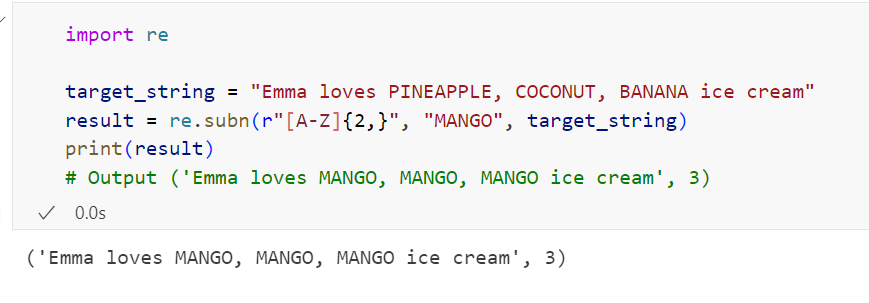 import re
target_string = "Emma loves PINEAPPLE, COCONUT, BANANA ice cream"
result = re.subn(r"[A-Z]{2,}", "MANGO", target_string)
print(result)
# Output ('Emma loves MANGO, MANGO, MANGO ice cream', 3)
0.0s
('Emma loves MANGO, MANGO, MANGO ice cream', 3)